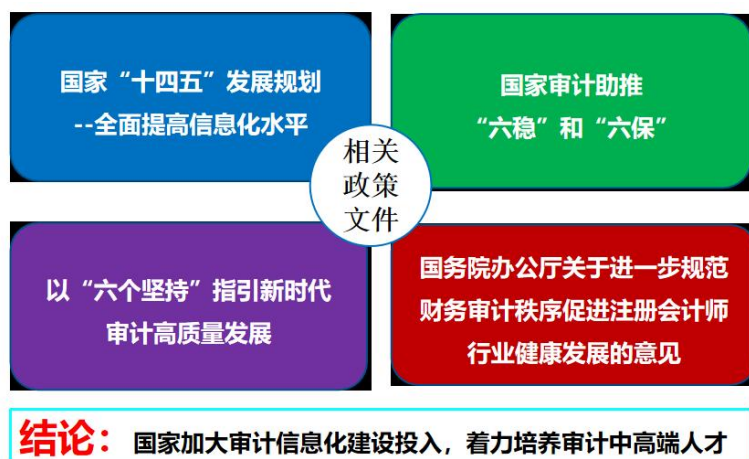 国家“十四五”发展规划
--全面提高信息化水平
国家审计助推
“六稳”和“六保”
相关
政策
文件
以“六个坚持”指引新时代
审计高质量发展
国务院办公厅关于进一步规范
财务审计秩序促进注册会计师
行业健康发展的意见
结论：国家加大审计信息化建设投入，着力培养审计中高端人才